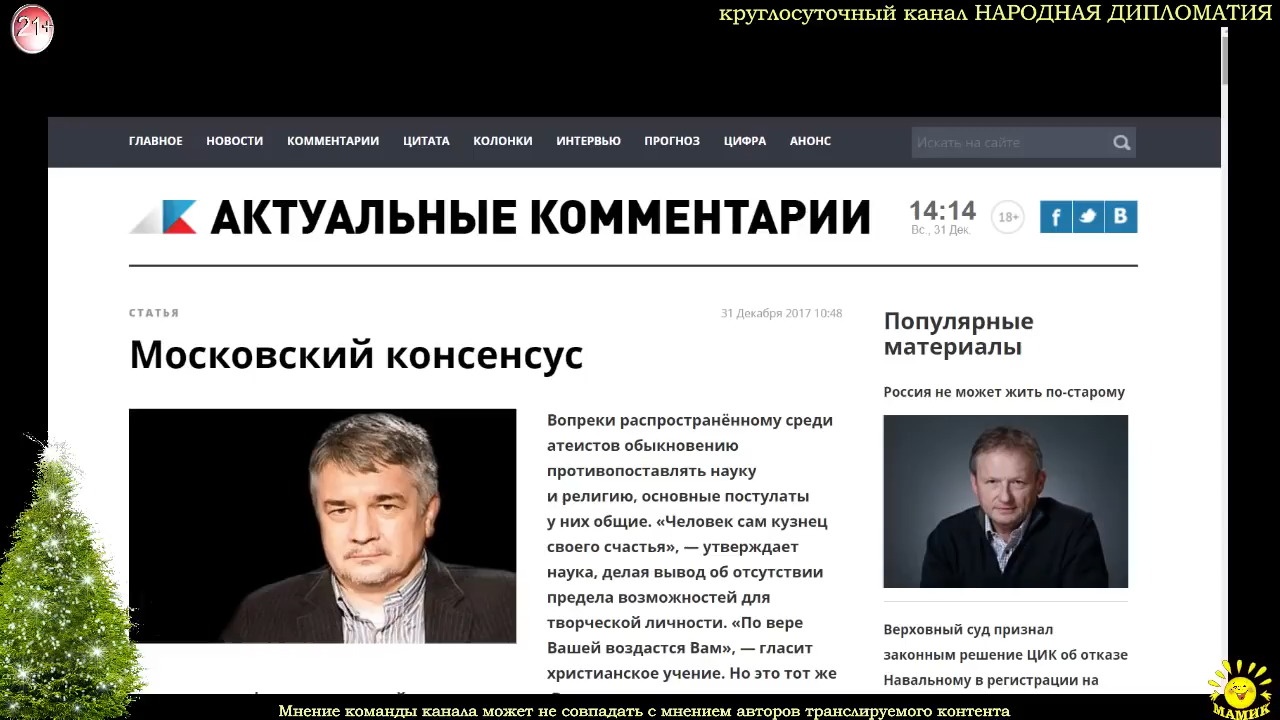 21+
круглосуточный канал НАРОДНАЯ ДИПЛОМАТИЯ
ГЛАВНОЕ НОВОСТИ КОММЕНТАРИИ ЦИТАТА КОЛОНКИ ИНТЕРВЬЮ ПРОГНОЗ ЦИФРА АНОНС
Искать на сайте
АКТУАЛЬНЫЕ КОММЕНТАРИИ
14:14
Вс., 31 Дек.
18+
СТАТЬЯ
31 Декабря 2017 10:48
Московский консенсус
Вопреки распространённому среди
атеистов обыкновению
противопоставлять науку
и религию, основные постулаты
у них общие. «Человек сам кузнец
своего счастья», — утверждает
наука, делая вывод об отсутствии
предела возможностей для
творческой личности. «По вере
Вашей воздастся Вам», — гласит
христианское учение. Но это тот же
Популярные
материалы
Россия не может жить по-старому
Верховный суд признал
законным решение ЦИК об отказе
Навальному в регистрации на
МАМИК
Мнение команды канала может не совпадать с мнением авторов транслируемого контента